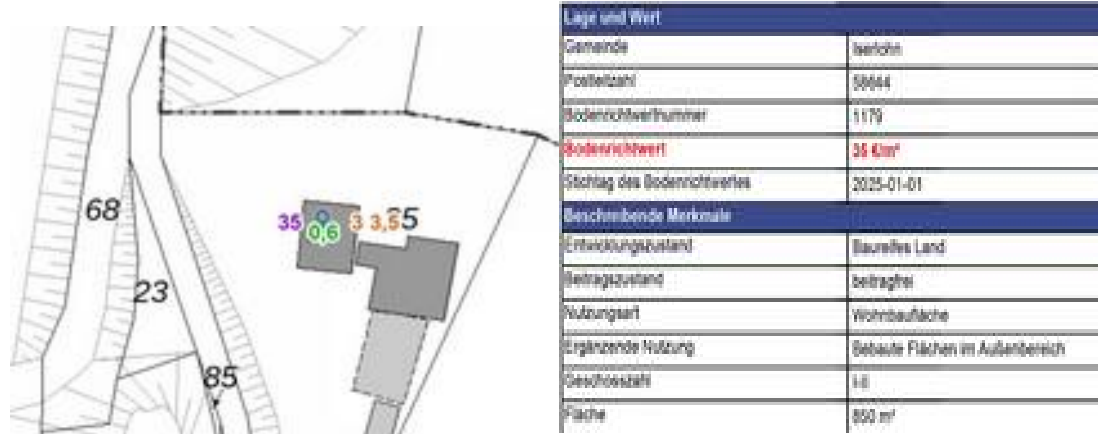 68
23
85
35
0,6
3
3,5
35
Lage und Wert
Gemeinde Iserlohn
Postleitzahl 58644
Bodenrichtwertnummer 1179
Bodenrichtwert 35 €/m²
Stichtag des Bodenrichtwertes 2025-01-01
Beschreibende Merkmale
Entwicklungszustand Baureifes Land
Beitragszustand beitragfrei
Nutzungsart Wohnbaufläche
Ergänzende Nutzung Bebaute Flächen im Außenbereich
Geschosszahl I-II
Fläche 850 m²